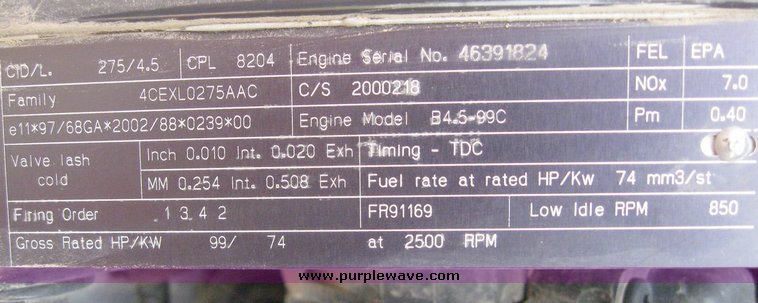 CID/L. 275/4.5 CPL 8204 Engine Serial No. 46391824 FEL EPA
Family 4CEXL0275AAC C/S 2000218 NOx 7.0
e11*97/68GA*2002/88*0239*00 Engine Model B4.5-99C Pm 0.40
Valve lash cold Inch 0.010 Int. 0.020 Exh Timing - TDC
MM 0.254 Int. 0.508 Exh Fuel rate at rated HP/Kw 74 mm3/st
Firing Order 1 3 4 2 FR91169 Low Idle RPM 850
Gross Rated HP/KW 99/ 74 at 2500 RPM
www.purplewave.com